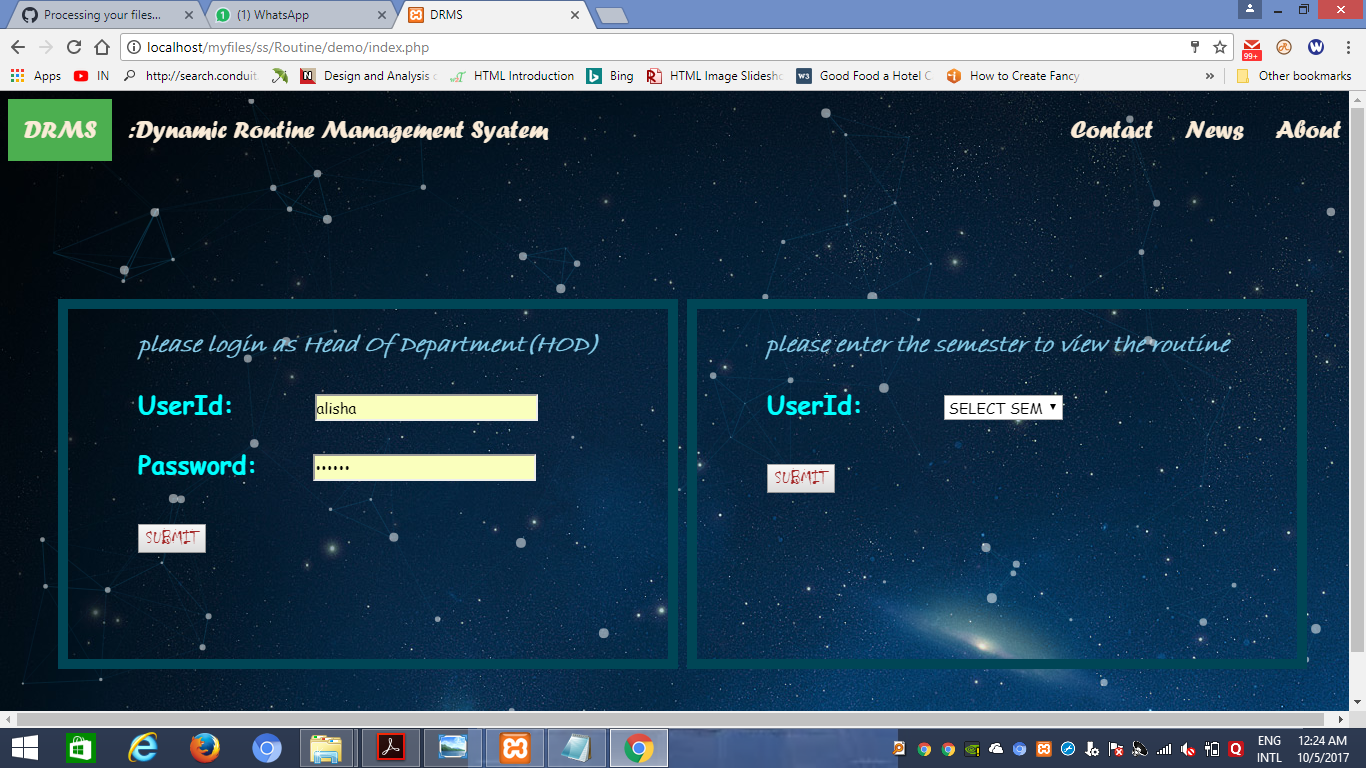 Processing your files...
(1) WhatsApp
DRMS
localhost/myfiles/ss/Routine/demo/index.php
99+
Apps
IN
http://search.conduit
Design and Analysis
HTML Introduction
Bing
HTML Image Slidesh
Good Food a Hotel
How to Create Fancy
»
Other bookmarks
DRMS :Dynamic Routine Management Syatem
Contact News About
please login as Head Of Department(HOD)
UserId: alisha
Password: ••••••
SUBMIT
please enter the semester to view the routine
UserId: SELECT SEM
SUBMIT
ENG
INTL
12:24 AM
10/5/2017